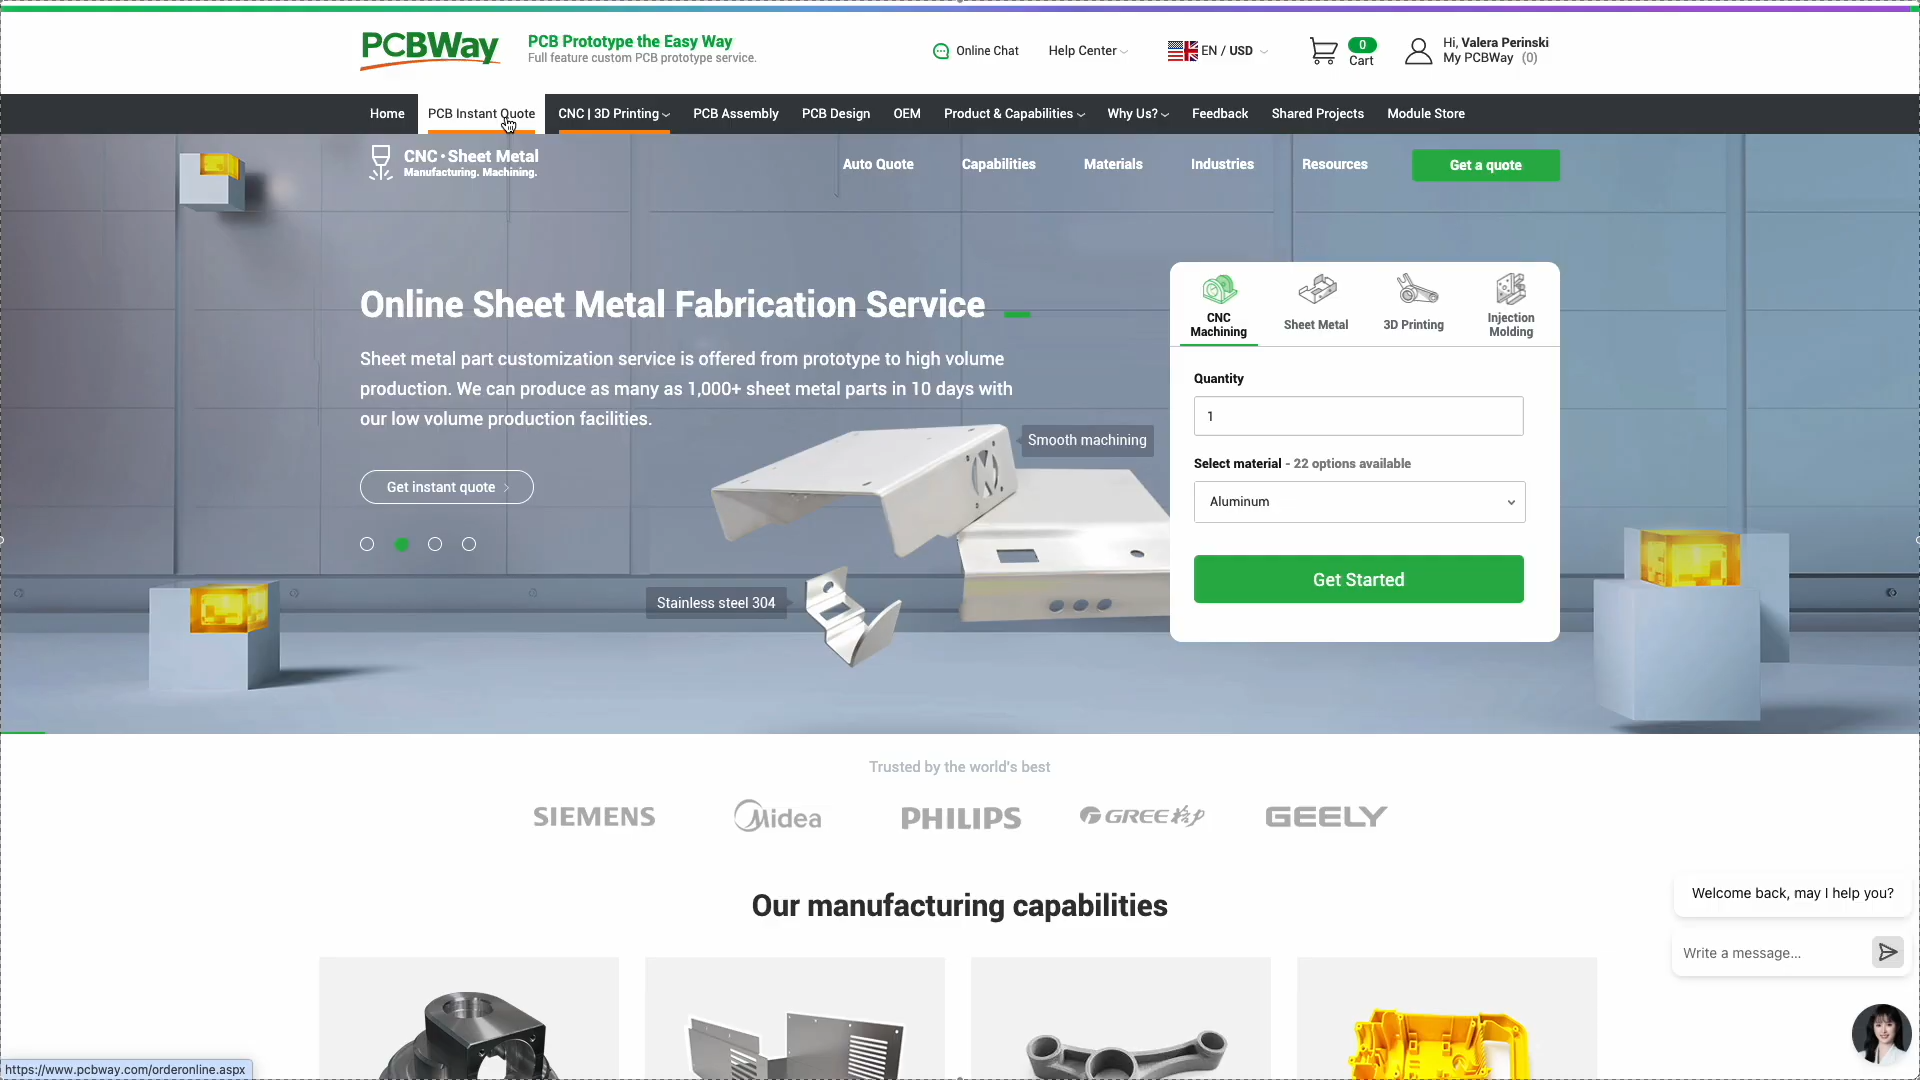 PCBWay
PCB Prototype the Easy Way
Full feature custom PCB prototype service.
Online Chat
Help Center
EN / USD
0
Cart
Hi, Valera Perinski
My PCBWay (0)
Home
PCB Instant Quote
CNC | 3D Printing
PCB Assembly
PCB Design
OEM
Product & Capabilities
Why Us?
Feedback
Shared Projects
Module Store
CNC · Sheet Metal
Manufacturing. Machining.
Auto Quote
Capabilities
Materials
Industries
Resources
Get a quote
Online Sheet Metal Fabrication Service
Sheet metal part customization service is offered from prototype to high volume
production. We can produce as many as 1,000+ sheet metal parts in 10 days with
our low volume production facilities.
Get instant quote
Smooth machining
Stainless steel 304
CNC
Machining
Sheet Metal
3D Printing
Injection
Molding
Quantity
1
Select material - 22 options available
Aluminum
Get Started
Trusted by the world's best
SIEMENS
Midea
PHILIPS
GREE格力
GEELY
Our manufacturing capabilities
Welcome back, may I help you?
Write a message...
https://www.pcbway.com/orderonline.aspx